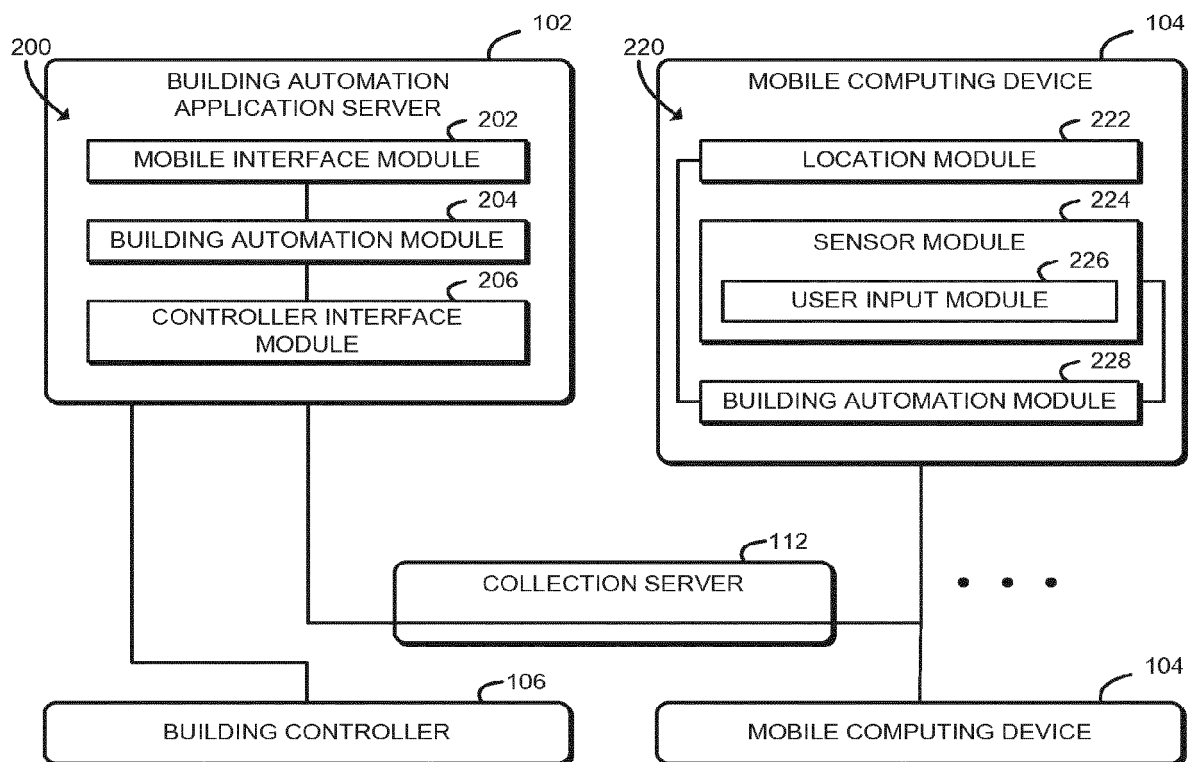 102
200
BUILDING AUTOMATION
APPLICATION SERVER
202
MOBILE INTERFACE MODULE
204
BUILDING AUTOMATION MODULE
206
CONTROLLER INTERFACE
MODULE
104
220
MOBILE COMPUTING DEVICE
222
LOCATION MODULE
224
SENSOR MODULE
226
USER INPUT MODULE
228
BUILDING AUTOMATION MODULE
112
COLLECTION SERVER
106
BUILDING CONTROLLER
104
MOBILE COMPUTING DEVICE